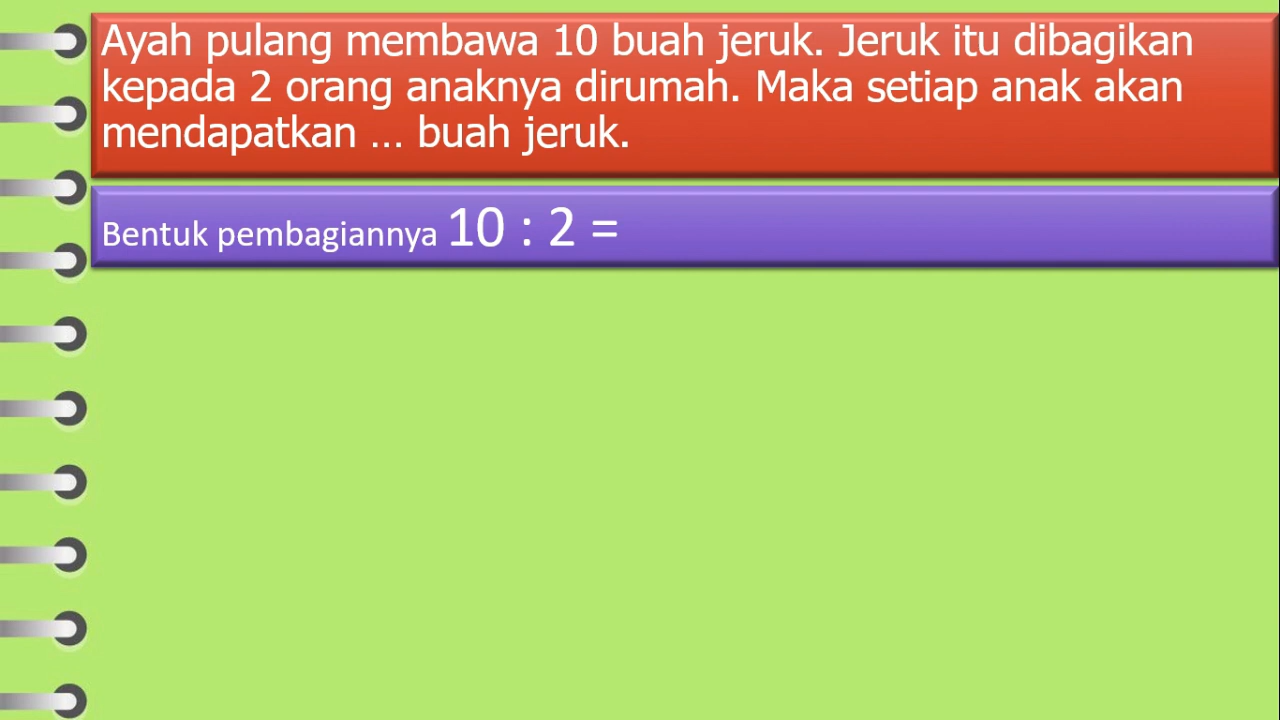 Ayah pulang membawa 10 buah jeruk. Jeruk itu dibagikan
kepada 2 orang anaknya dirumah. Maka setiap anak akan
mendapatkan ... buah jeruk.
Bentuk pembagiannya 10 : 2 =